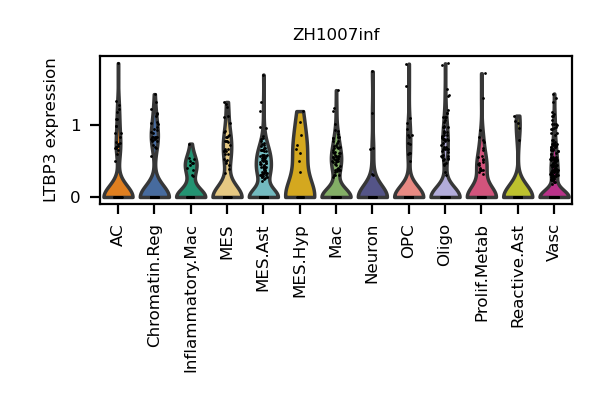 ZH1007inf
LTBP3 expression
1
0
AC
Chromatin.Reg
Inflammatory.Mac
MES
MES.Ast
MES.Hyp
Mac
Neuron
OPC
Oligo
Prolif.Metab
Reactive.Ast
Vasc